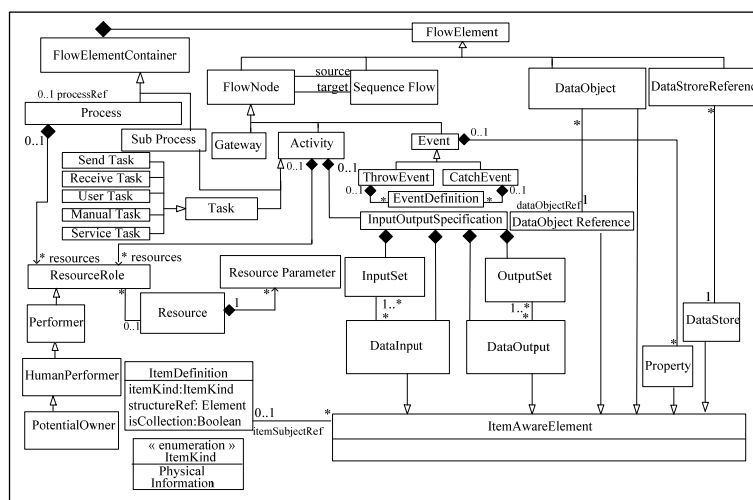 FlowElement
FlowElementContainer
source
FlowNode
Sequence Flow
target
DataObject
DataStroreReference
0..1 processRef
Process
0..1
Sub Process
Gateway
Activity
Event
0..1
*
*
0..1
0..1
Send Task
Receive Task
User Task
Manual Task
Service Task
Task
ThrowEvent
CatchEvent
0..1
0..1
*
EventDefinition
*
dataObjectRef
1
InputOutputSpecification
DataObject Reference
* resources
* resources
ResourceRole
Resource Parameter
InputSet
OutputSet
*
0..1
Resource
1
*
1..*
*
1..*
*
1
Performer
DataInput
DataOutput
DataStore
*
HumanPerformer
Property
ItemDefinition
itemKind:ItemKind
structureRef: Element
isCollection:Boolean
0..1
*
itemSubjectRef
PotentialOwner
ItemAwareElement
« enumeration »
ItemKind
Physical
Information